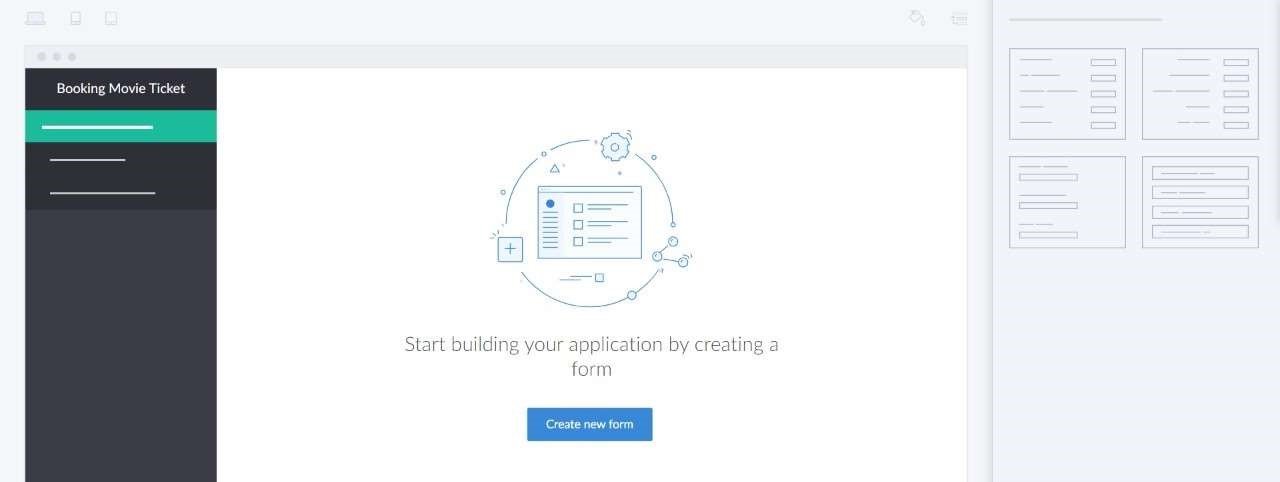 Booking Movie Ticket
Start building your application by creating a
form
Create new form